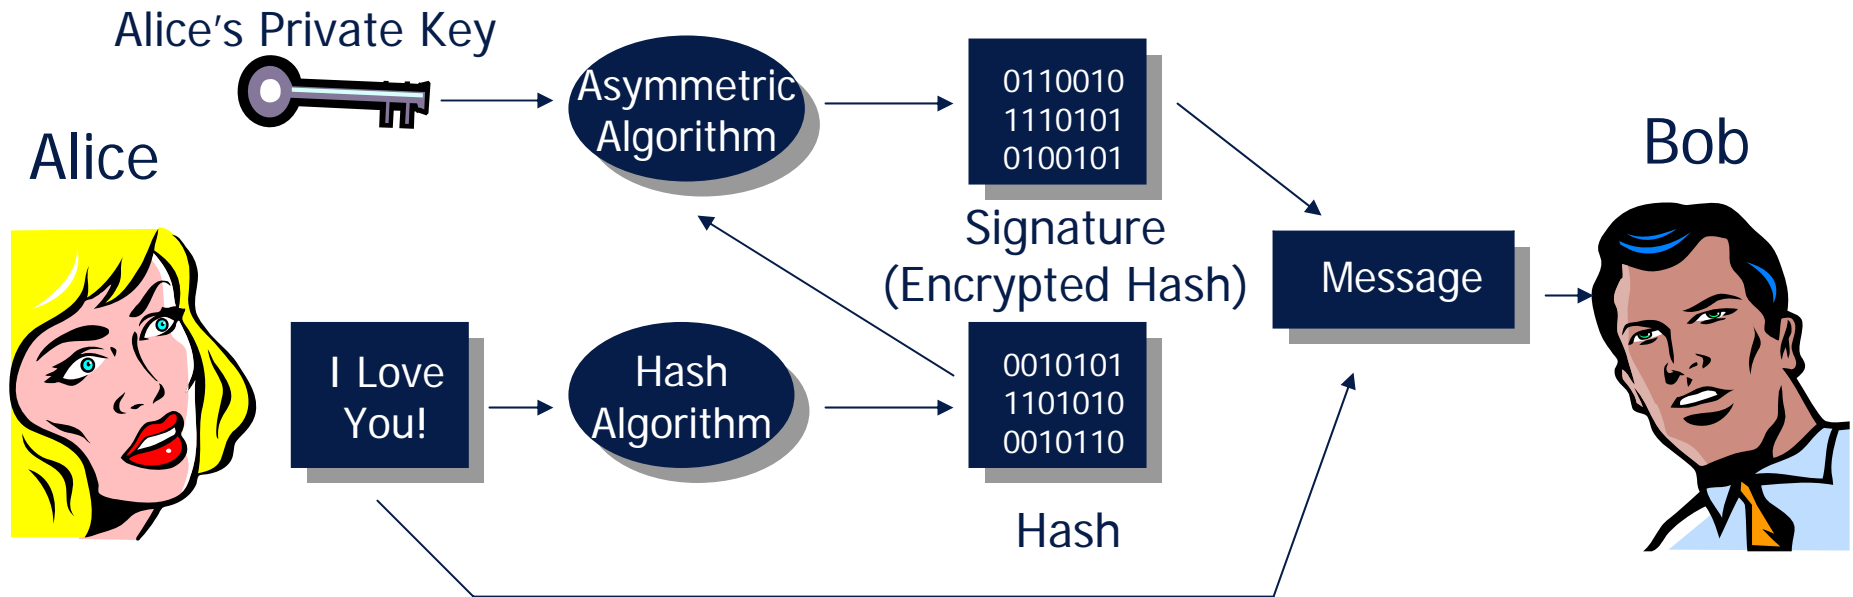 Alice's Private Key
Alice
Asymmetric
Algorithm
0110010
1110101
0100101
Signature
(Encrypted Hash)
Bob
Message
I Love
You!
Hash
Algorithm
0010101
1101010
0010110
Hash